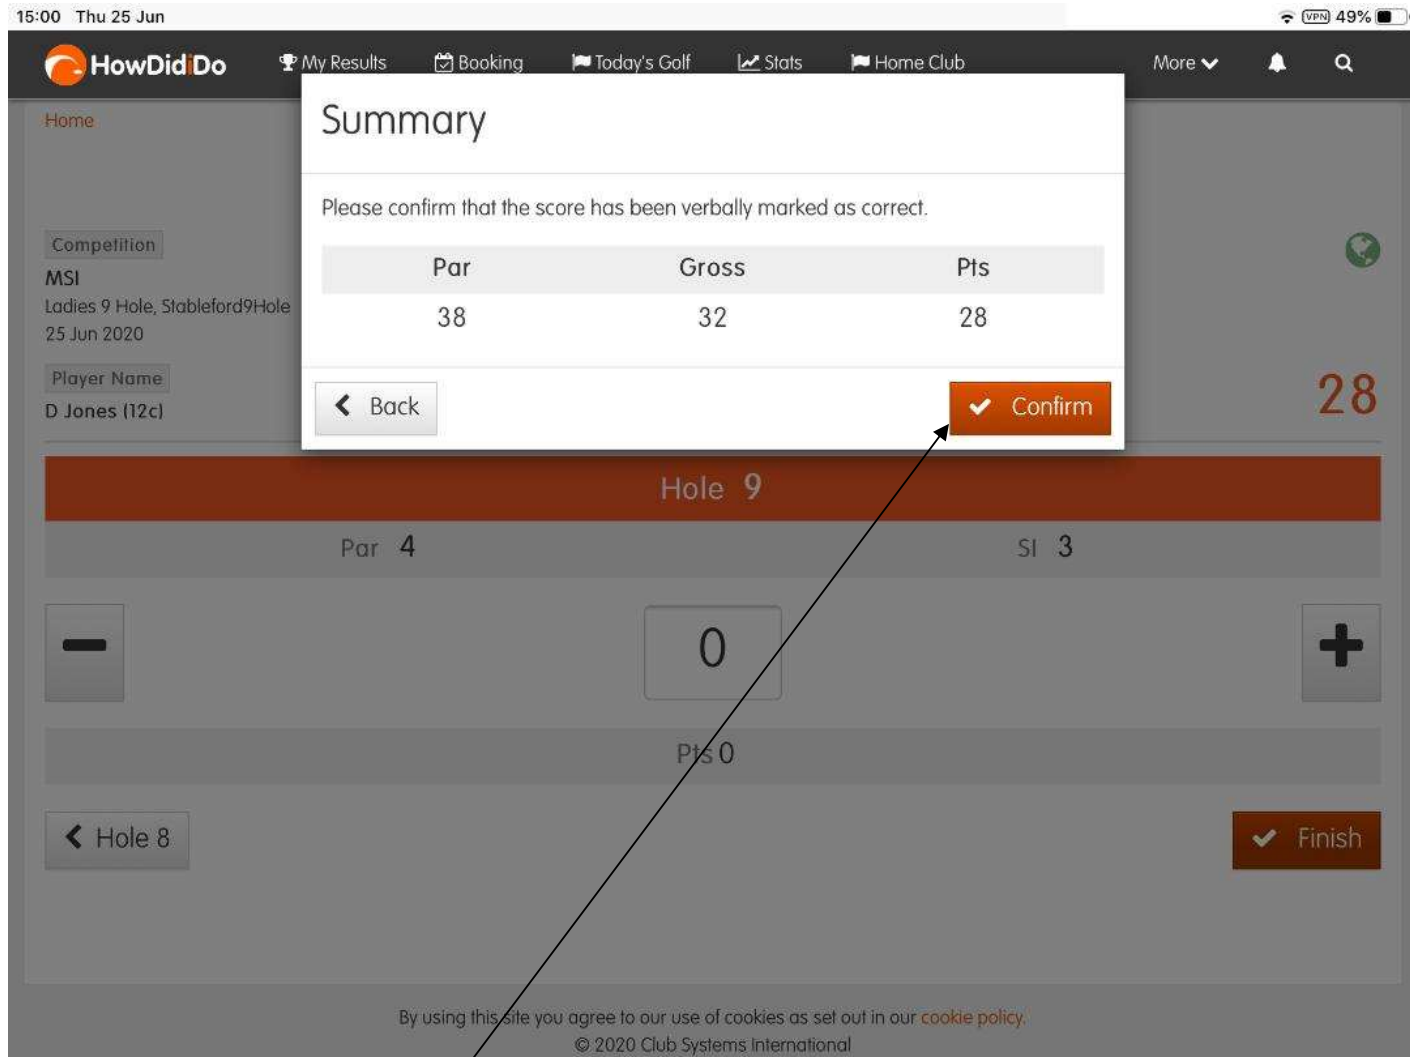 15:00 Thu 25 Jun
VPN 49%
HowDidiDo My Results Booking Today's Golf Stats Home Club More
Home
Summary
Please confirm that the score has been verbally marked as correct.
Par Gross Pts
38 32 28
Back Confirm
Competition
MSI
Ladies 9 Hole, Stableford9Hole
25 Jun 2020
Player Name
D Jones (12c)
28
Hole 9
Par 4 SI 3
0
Pts 0
Hole 8 Finish
By using this site you agree to our use of cookies as set out in our cookie policy.
© 2020 Club Systems International